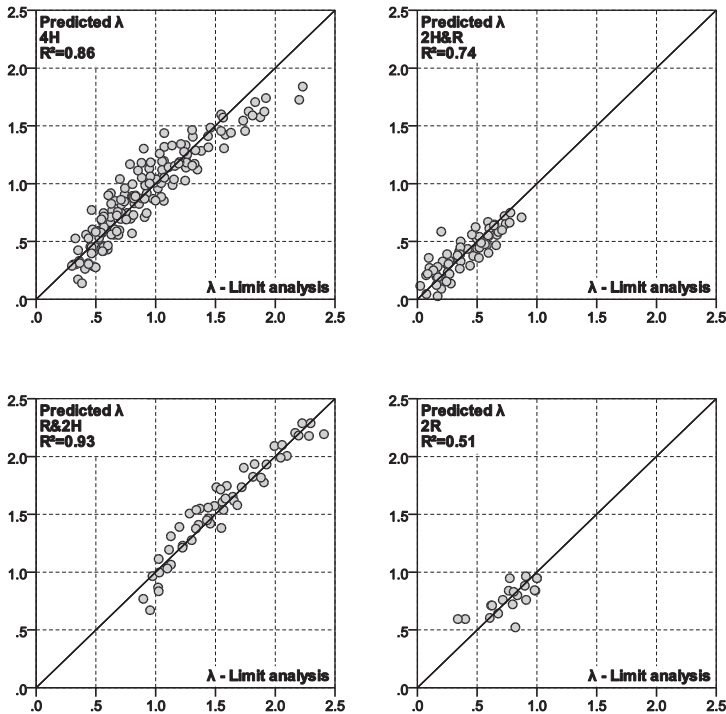 2.5
Predicted λ
4H
R²=0.86
2.0
1.5
1.0
.5
.0
λ - Limit analysis
.0 .5 1.0 1.5 2.0 2.5
2.5
Predicted λ
2H&R
R²=0.74
2.0
1.5
1.0
.5
.0
λ - Limit analysis
.0 .5 1.0 1.5 2.0 2.5
2.5
Predicted λ
R&2H
R²=0.93
2.0
1.5
1.0
.5
.0
λ - Limit analysis
.0 .5 1.0 1.5 2.0 2.5
2.5
Predicted λ
2R
R²=0.51
2.0
1.5
1.0
.5
.0
λ - Limit analysis
.0 .5 1.0 1.5 2.0 2.5